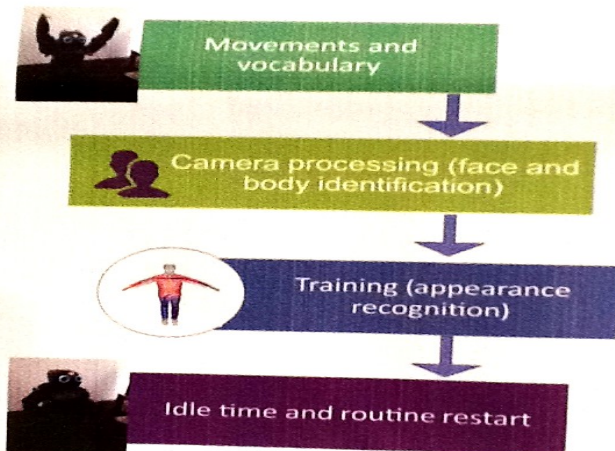 Movements and
vocabulary
Camera processing (face and
body identification)
Training (appearance
recognition)
Idle time and routine restart